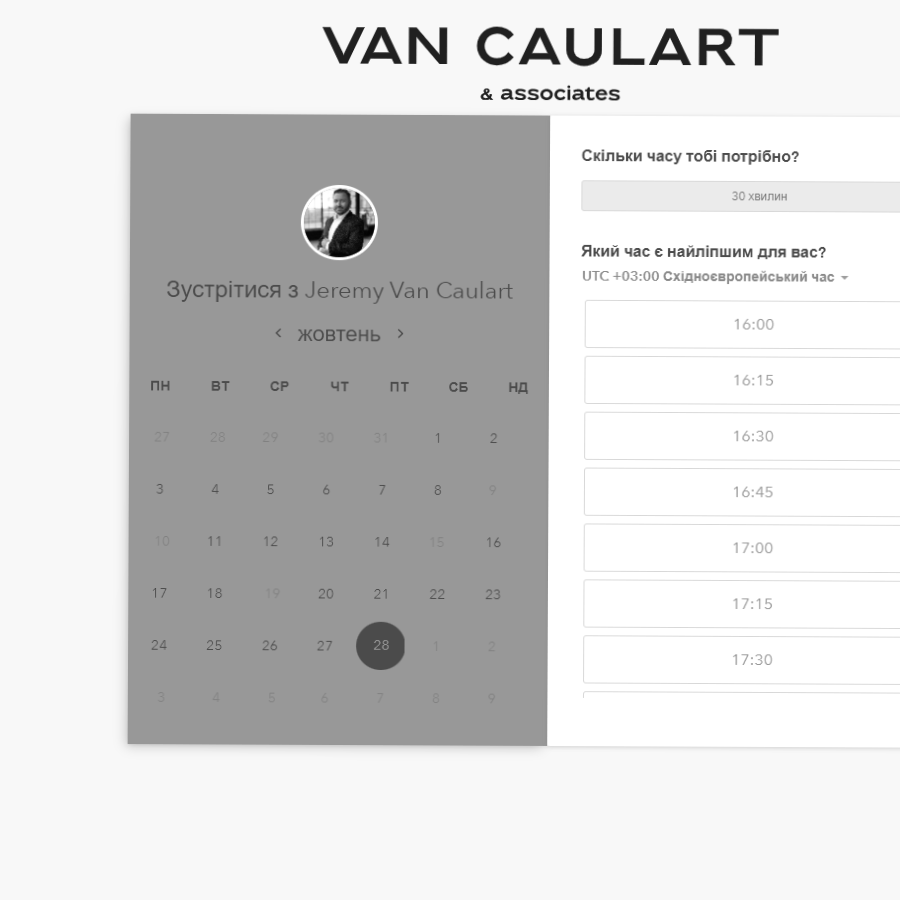 VAN CAULART
& associates
Зустрітися з Jeremy Van Caulart
жовтень
ПН ВТ СР ЧТ ПТ СБ НД
27 28 29 30 31 1 2
3 4 5 6 7 8 9
10 11 12 13 14 15 16
17 18 19 20 21 22 23
24 25 26 27 28 1 2
3 4 5 6 7 8 9
Скільки часу тобі потрібно?
30 хвилин
Який час є найліпшим для вас?
UTC +03:00 Східноєвропейський час
16:00
16:15
16:30
16:45
17:00
17:15
17:30